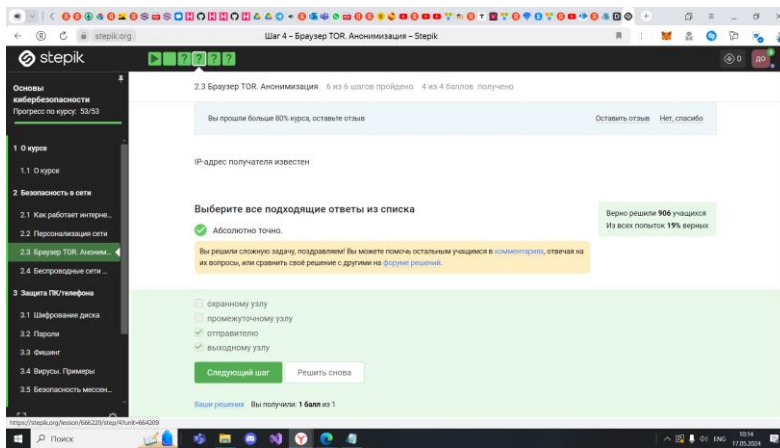 stepik.org
Шаг 4 – Браузер TOR. Анонимизация – Stepik
stepik
0
ДО
Основы кибербезопасности
Прогресс по курсу: 53/53
1 О курсе
1.1 О курсе
2 Безопасность в сети
2.1 Как работает интерне...
2.2 Персонализация сети
2.3 Браузер TOR. Аноним...
2.4 Беспроводные сети ...
3 Защита ПК/телефона
3.1 Шифрование диска
3.2 Пароли
3.3 Фишинг
3.4 Вирусы. Примеры
3.5 Безопасность мессен...
2.3 Браузер TOR. Анонимизация 6 из 6 шагов пройдено 4 из 4 баллов получено
Вы прошли больше 80% курса, оставьте отзыв
Оставить отзыв Нет, спасибо
IP-адрес получателя известен
Выберите все подходящие ответы из списка
Абсолютно точно.
Верно решили 906 учащихся
Из всех попыток 19% верных
Вы решили сложную задачу, поздравляем! Вы можете помочь остальным учащимся в комментариях, отвечая на
их вопросы, или сравнить своё решение с другими на форуме решений.
охранному узлу
промежуточному узлу
отправителю
выходному узлу
Следующий шаг
Решить снова
Ваши решения Вы получили: 1 балл из 1
https://stepik.org/lesson/666220/step/4?unit=664209
Поиск
ENG
10:14
17.05.2024